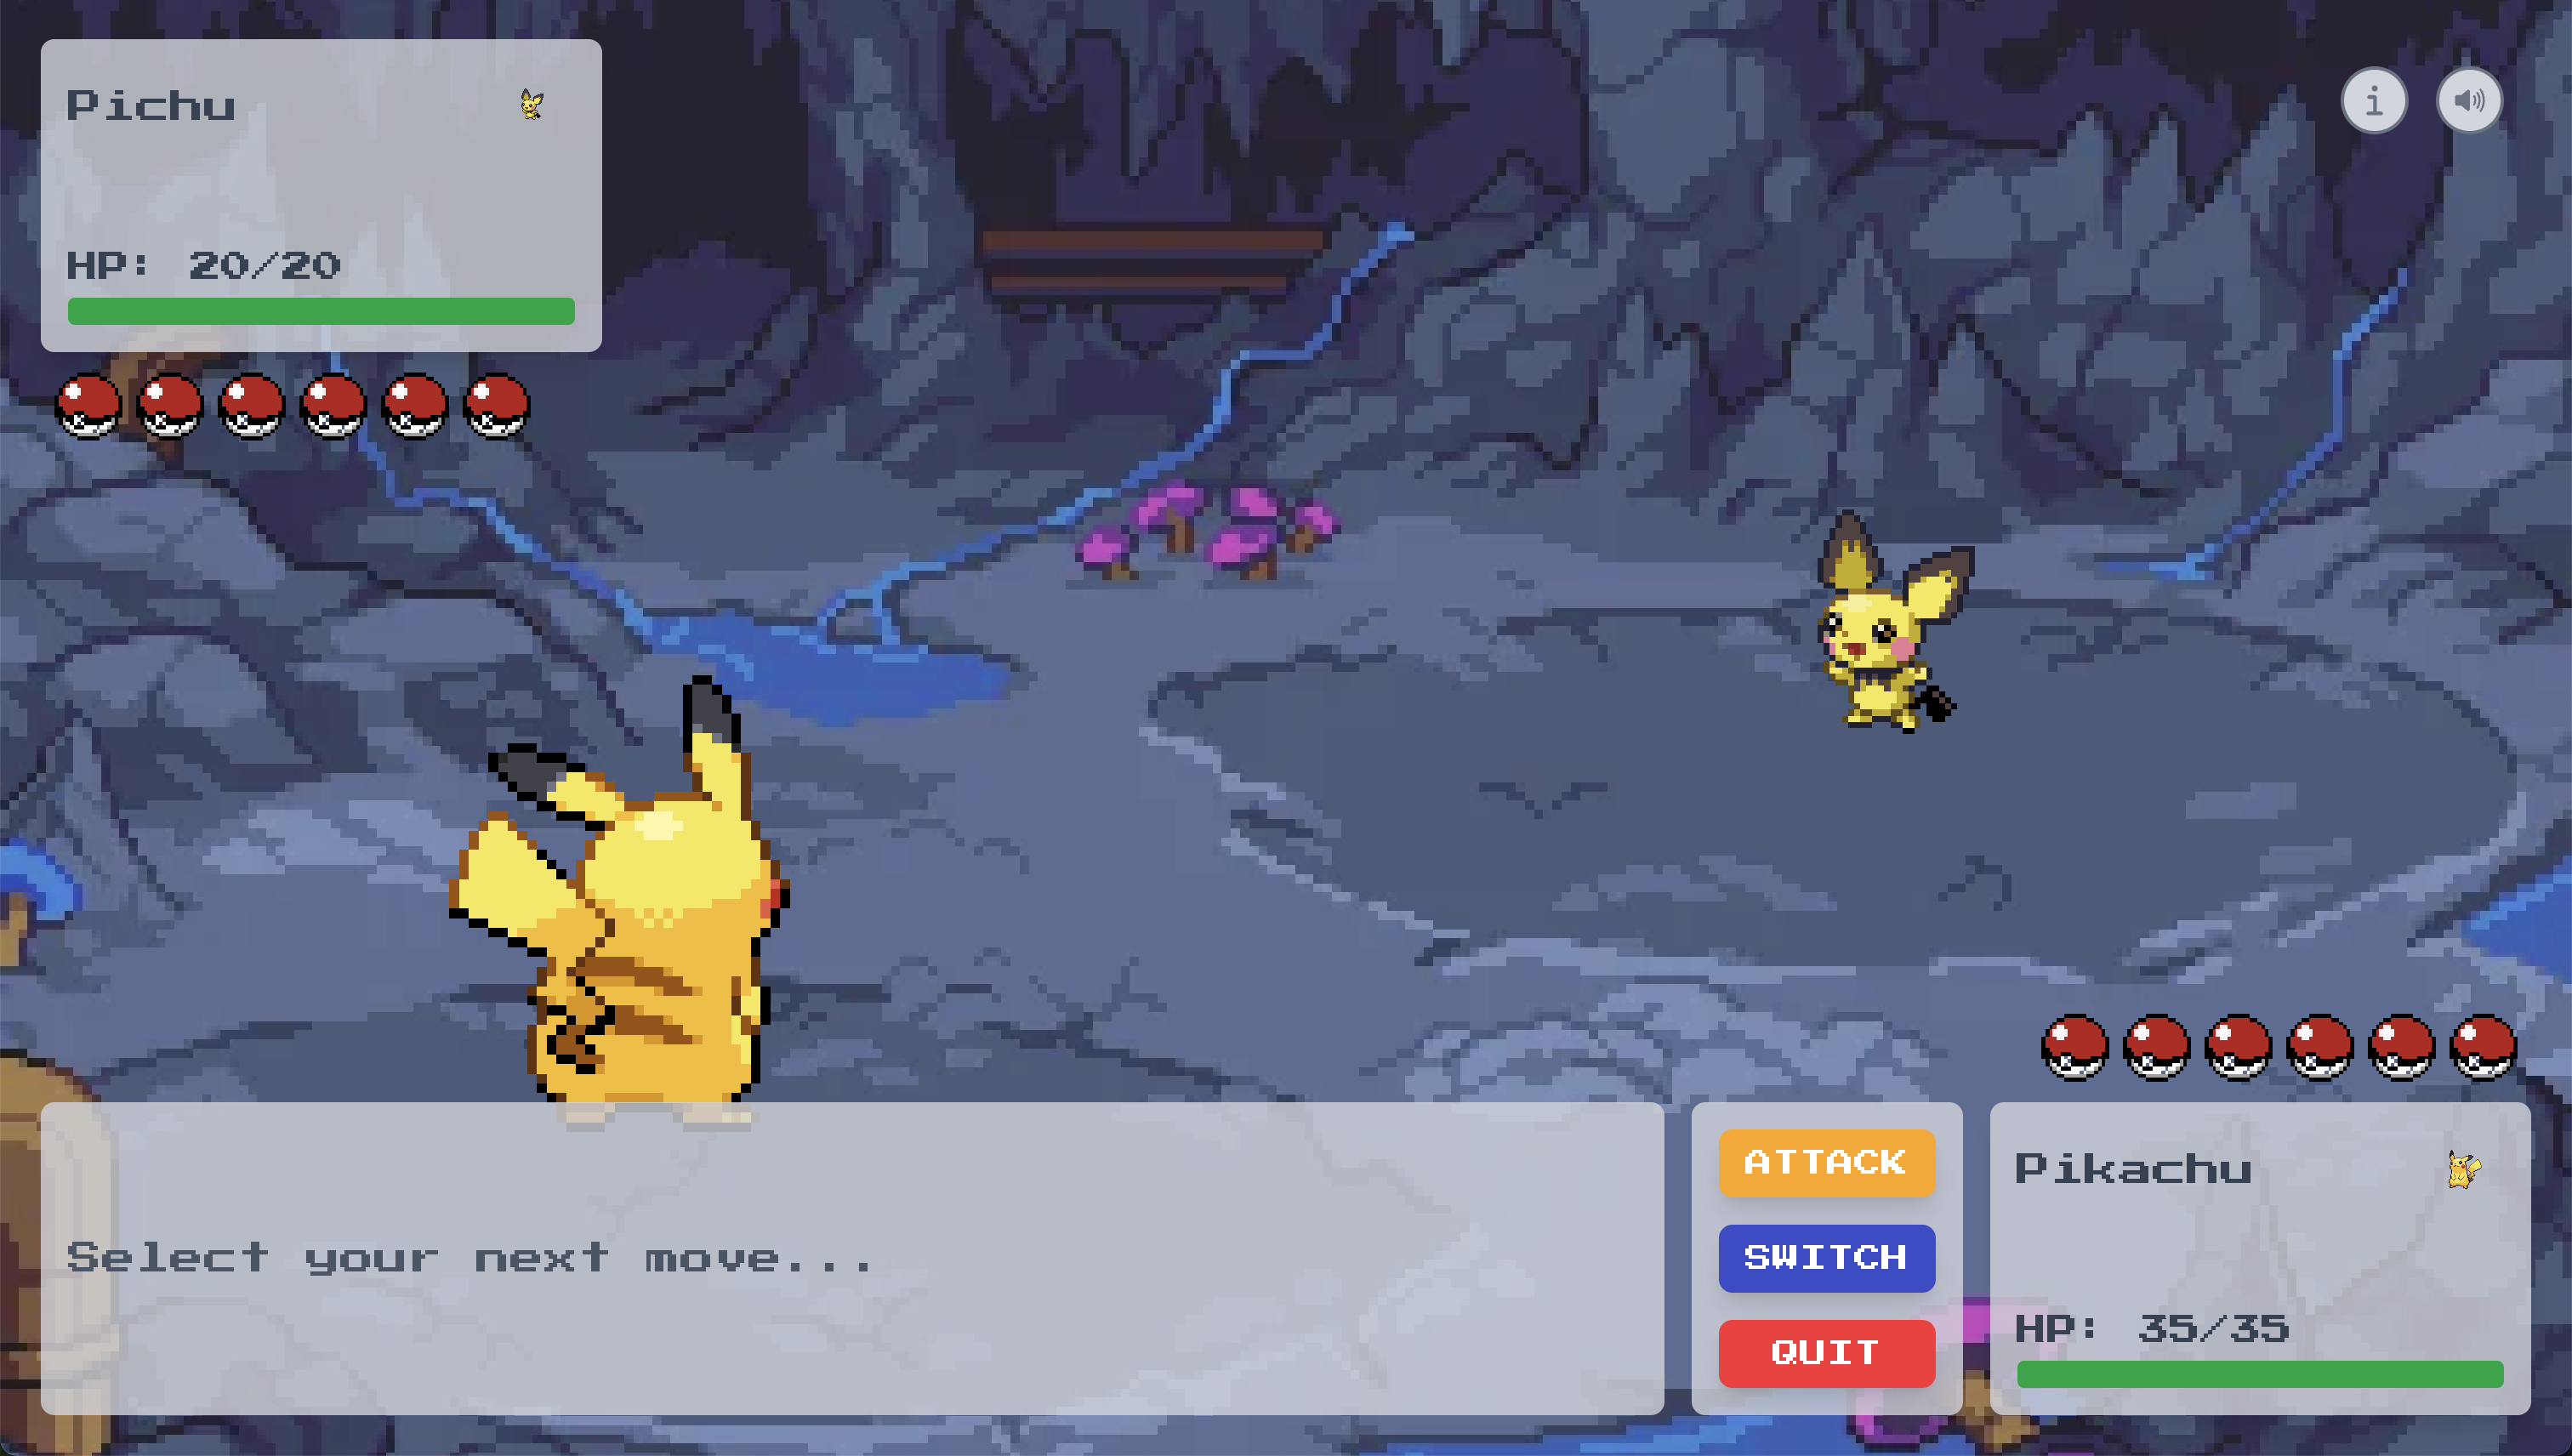 Pichu
HP: 20/20
i
Select your next move...
ATTACK
SWITCH
QUIT
Pikachu
HP: 35/35